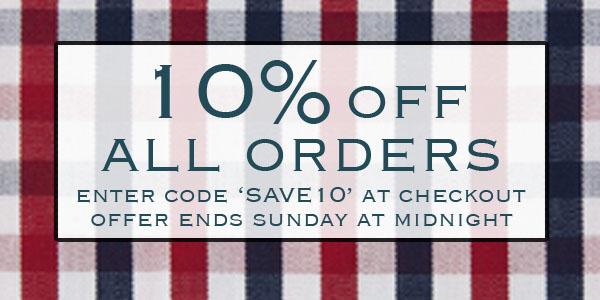 10% OFF
ALL ORDERS
ENTER CODE ‘SAVE10’ AT CHECKOUT
OFFER ENDS SUNDAY AT MIDNIGHT